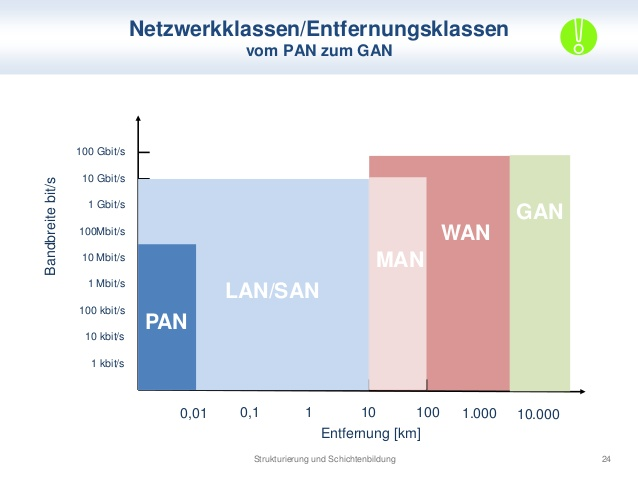 Netzwerkklassen/Entfernungsklassen
vom PAN zum GAN
!
Bandbreite bit/s
100 Gbit/s
10 Gbit/s
1 Gbit/s
100Mbit/s
10 Mbit/s
1 Mbit/s
100 kbit/s
10 kbit/s
1 kbit/s
PAN
LAN/SAN
MAN
WAN
GAN
0,01 0,1 1 10 100 1.000 10.000
Entfernung [km]
Strukturierung und Schichtenbildung
24